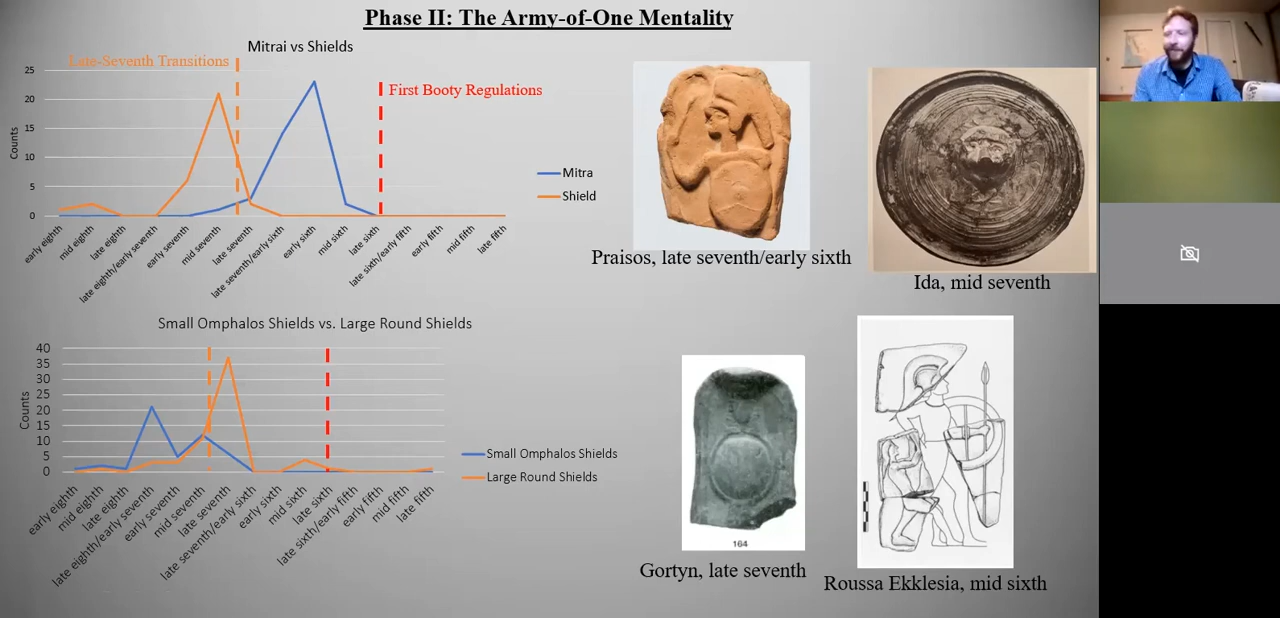 Phase II: The Army-of-One Mentality
Mitrai vs Shields
Late-Seventh Transitions
First Booty Regulations
25
20
15
10
5
0
Counts
early eighth
mid eighth
late eighth
late eighth/early seventh
early seventh
mid seventh
late seventh
late seventh/early sixth
early sixth
mid sixth
late sixth
late sixth/early fifth
early fifth
mid fifth
late fifth
Mitra
Shield
Praisos, late seventh/early sixth
Ida, mid seventh
Small Omphalos Shields vs. Large Round Shields
40
35
30
25
20
15
10
5
0
Counts
early eighth
mid eighth
late eighth
late eighth/early seventh
early seventh
mid seventh
late seventh
late seventh/early sixth
early sixth
mid sixth
late sixth
late sixth/early fifth
early fifth
mid fifth
late fifth
Small Omphalos Shields
Large Round Shields
164
Gortyn, late seventh
Roussa Ekklesia, mid sixth